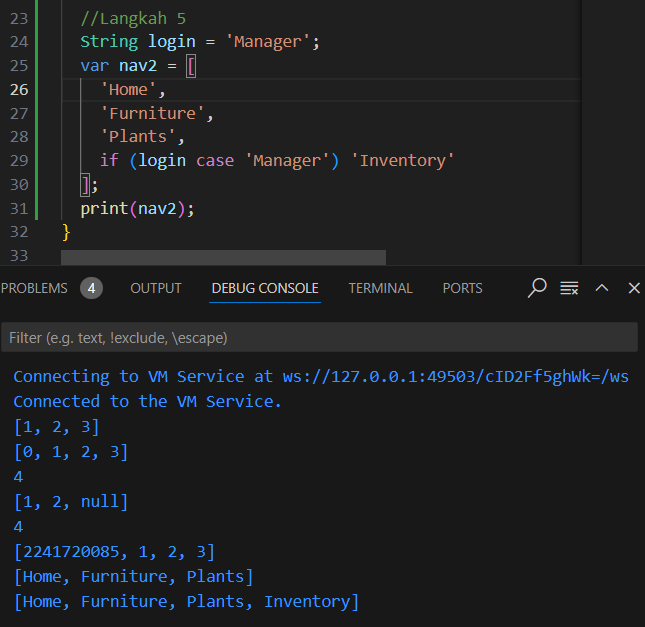 23 //Langkah 5
24 String login = 'Manager';
25 var nav2 = [
26 'Home',
27 'Furniture',
28 'Plants',
29 if (login case 'Manager') 'Inventory'
30 ];
31 print(nav2);
32 }
33
PROBLEMS 4 OUTPUT DEBUG CONSOLE TERMINAL PORTS
Filter (e.g. text, !exclude, \escape)
Connecting to VM Service at ws://127.0.0.1:49503/cID2Ff5ghWk=/ws
Connected to the VM Service.
[1, 2, 3]
[0, 1, 2, 3]
4
[1, 2, null]
4
[2241720085, 1, 2, 3]
[Home, Furniture, Plants]
[Home, Furniture, Plants, Inventory]